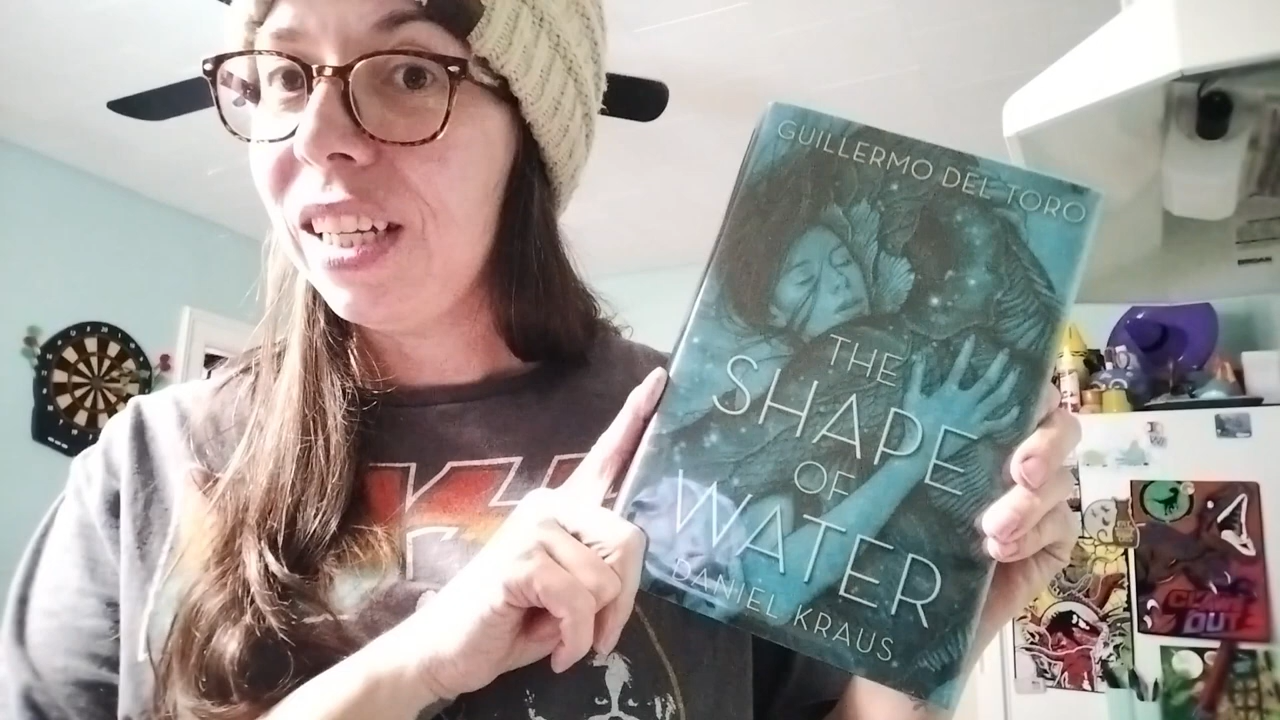 GUILLERMO DEL TORO
THE
SHAPE
OF
WATER
DANIEL KRAUS